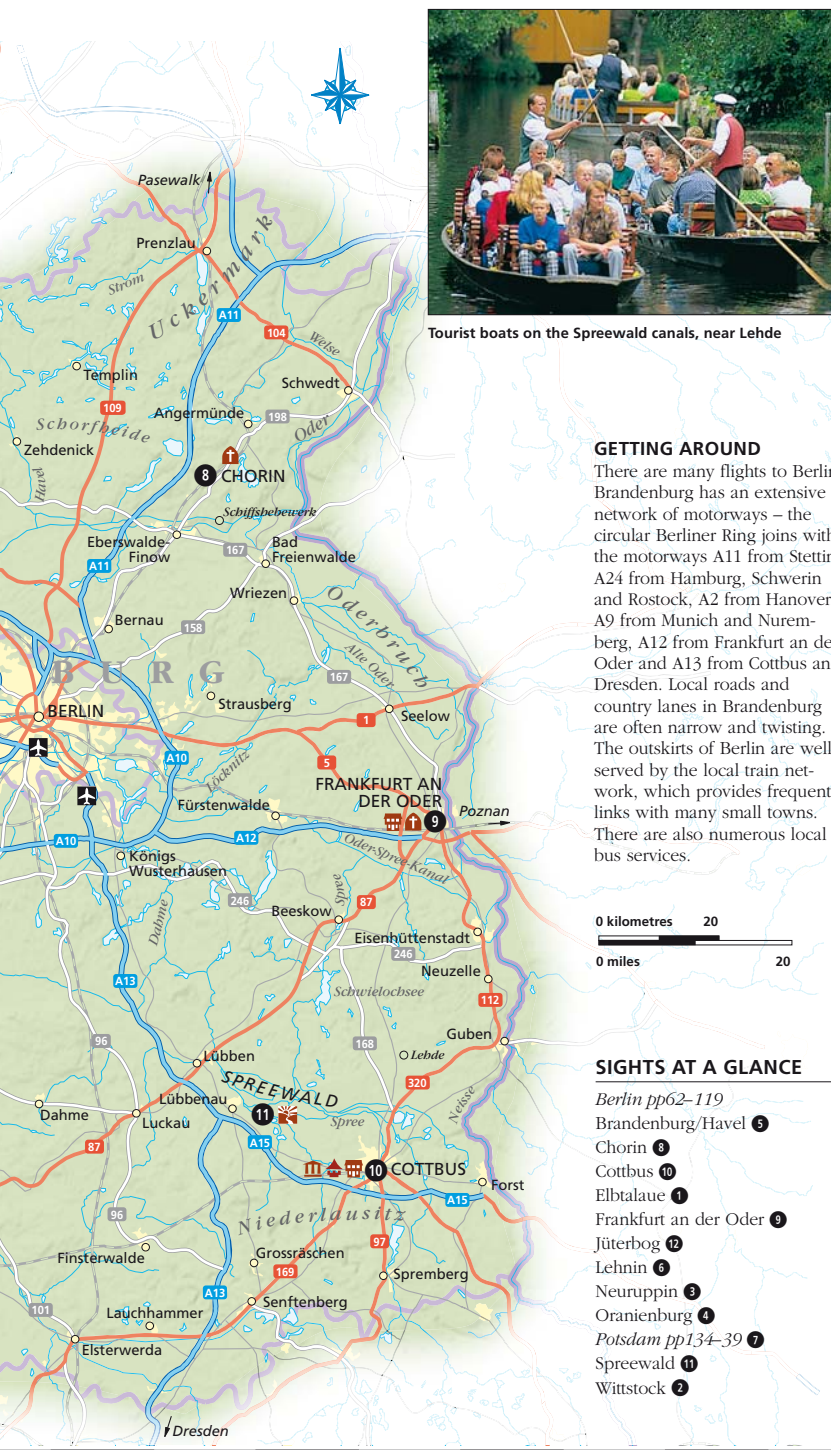 Tourist boats on the Spreewald canals, near Lehde
Pasewalk
Prenzlau
Strom
Uckermark
A11
104
Welse
Templin
Schwedt
109
Angermünde
198
Schorfheide
Oder
Zehdenick
8 CHORIN
Havel
Schiffshebewerk
Eberswalde-
Finow
167
Bad
Freienwalde
A11
Wriezen
Oderbruch
Bernau
158
Alte Oder
BURG
167
Strausberg
BERLIN
1
Seelow
A10
5
Löcknitz
FRANKFURT AN
DER ODER
9
Poznan
Fürstenwalde
A10
A12
Oder-Spree-Kanal
Königs
Wusterhausen
Spree
246
87
Dahme
Beeskow
Eisenhüttenstadt
246
Neuzelle
A13
Schwielochsee
112
96
168
Guben
Lübben
Lehde
SPREEWALD
320
Lübbenau
Neisse
Dahme
11
Luckau
Spree
A15
87
10 COTTBUS
Forst
A15
96
Niederlausitz
97
Finsterwalde
Grossräschen
169
Spremberg
A13
Senftenberg
101
Lauchhammer
Elsterwerda
Dresden
GETTING AROUND
There are many flights to Berlin
Brandenburg has an extensive
network of motorways – the
circular Berliner Ring joins with
the motorways A11 from Stettin
A24 from Hamburg, Schwerin
and Rostock, A2 from Hanover
A9 from Munich and Nurem-
berg, A12 from Frankfurt an de
Oder and A13 from Cottbus an
Dresden. Local roads and
country lanes in Brandenburg
are often narrow and twisting.
The outskirts of Berlin are well
served by the local train net-
work, which provides frequent
links with many small towns.
There are also numerous local
bus services.
0 kilometres 20
0 miles 20
SIGHTS AT A GLANCE
Berlin pp62–119
Brandenburg/Havel 5
Chorin 8
Cottbus 10
Elbtalaue 1
Frankfurt an der Oder 9
Jüterbog 12
Lehnin 6
Neuruppin 3
Oranienburg 4
Potsdam pp134–39 7
Spreewald 11
Wittstock 2